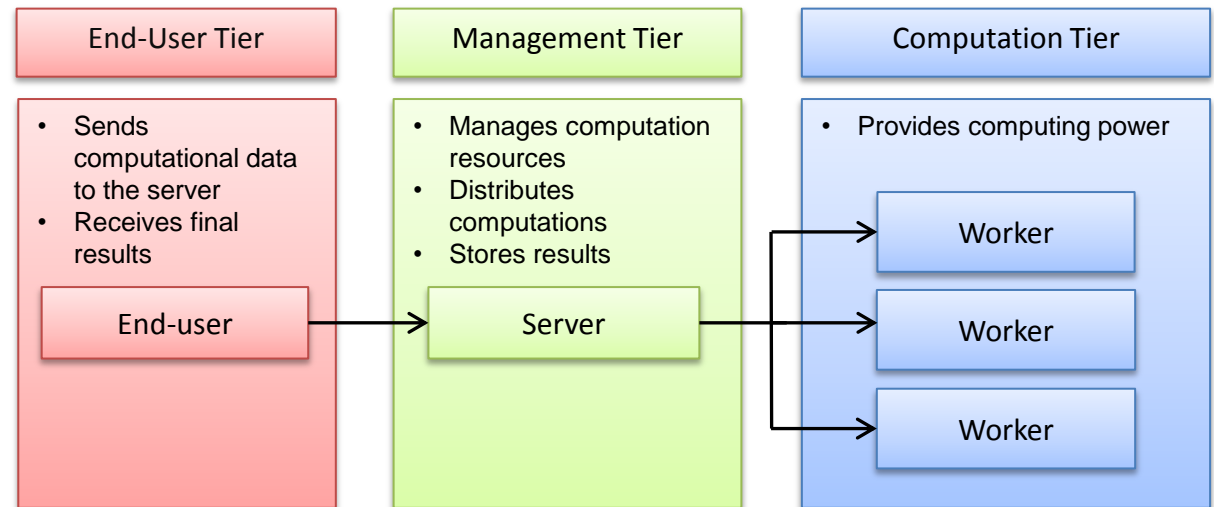 End-User Tier
Management Tier
Computation Tier
• Sends
computational data
to the server
• Receives final
results
End-user
• Manages computation
resources
• Distributes
computations
• Stores results
Server
• Provides computing power
Worker
Worker
Worker